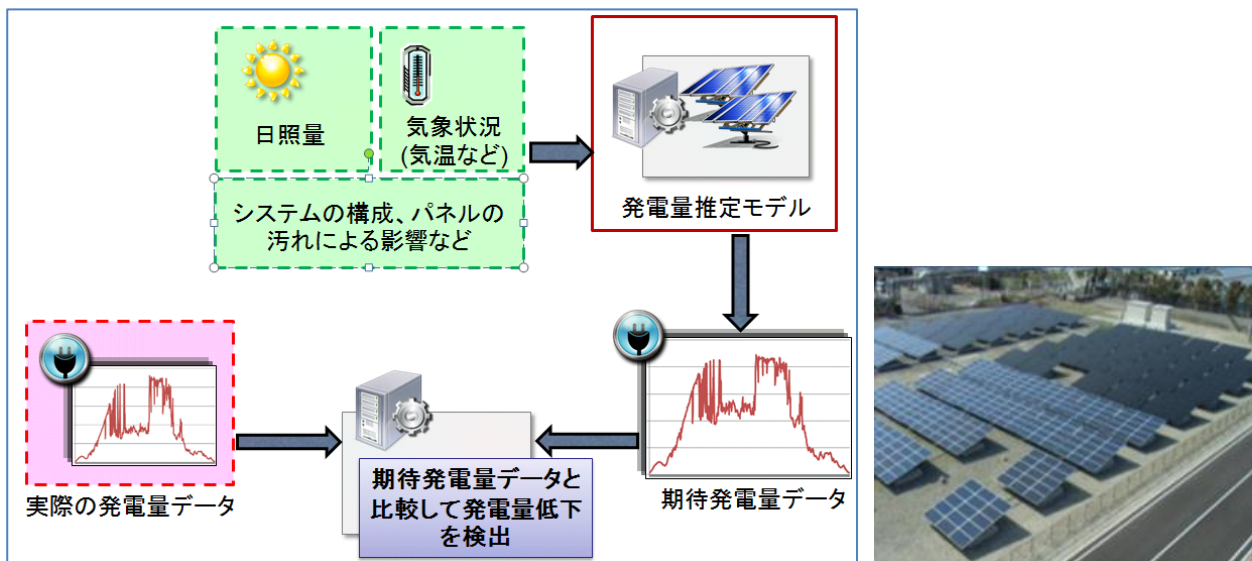 日照量
気象状況
(気温など)
システムの構成、パネルの
汚れによる影響など
発電量推定モデル
実際の発電量データ
期待発電量データと
比較して発電量低下
を検出
期待発電量データ